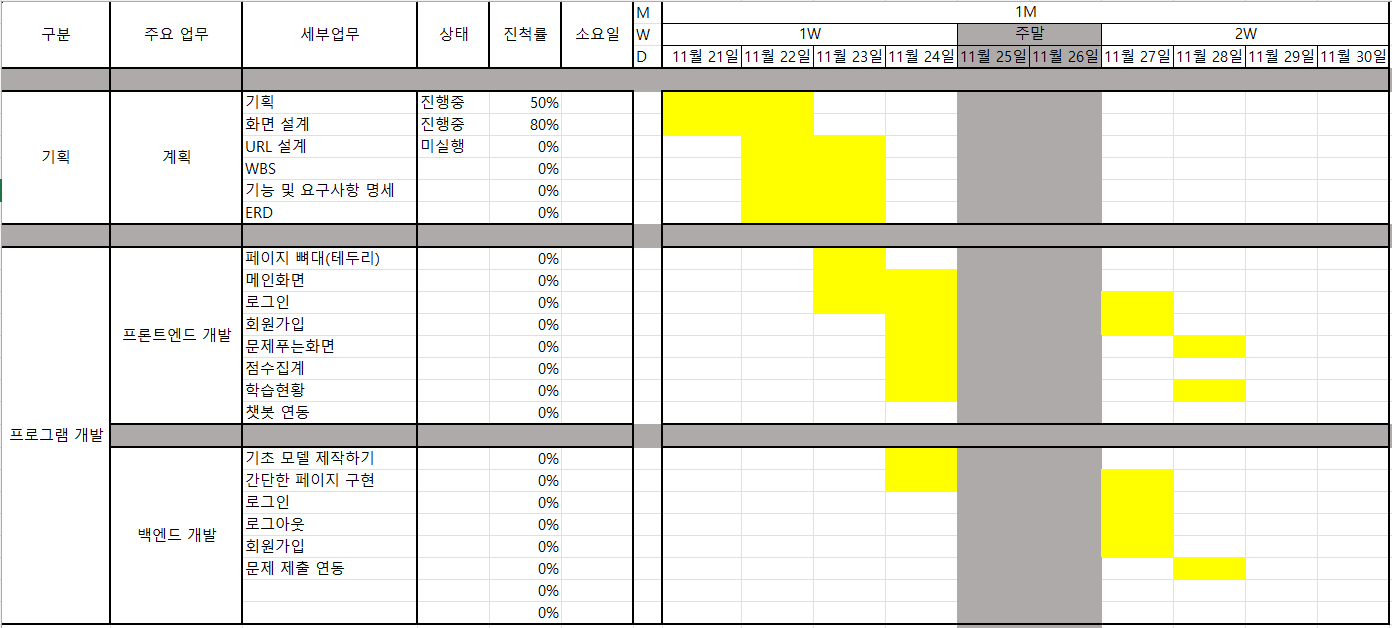 구분 주요 업무 세부업무 상태 진척률 소요일 M 1M
W 1W 주말 2W
D 11월 21일 11월 22일 11월 23일 11월 24일 11월 25일 11월 26일 11월 27일 11월 28일 11월 29일 11월 30일
기획 계획
기획 진행중 50%
화면 설계 진행중 80%
URL 설계 미실행 0%
WBS 0%
기능 및 요구사항 명세 0%
ERD 0%
프로그램 개발
프론트엔드 개발
페이지 뼈대(테두리) 0%
메인화면 0%
로그인 0%
회원가입 0%
문제푸는화면 0%
점수집계 0%
학습현황 0%
챗봇 연동 0%
백엔드 개발
기초 모델 제작하기 0%
간단한 페이지 구현 0%
로그인 0%
로그아웃 0%
회원가입 0%
문제 제출 연동 0%
0%
0%